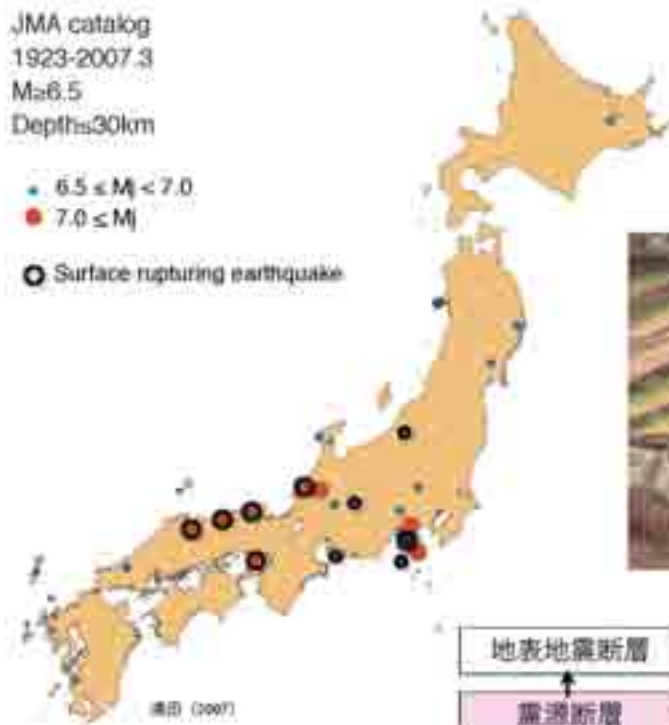 JMA catalog
1923-2007.3
M≥6.5
Depth≤30km
6.5 ≤ Mj < 7.0
7.0 ≤ Mj
Surface rupturing earthquake
(2007)
地表地震断層
震源断層